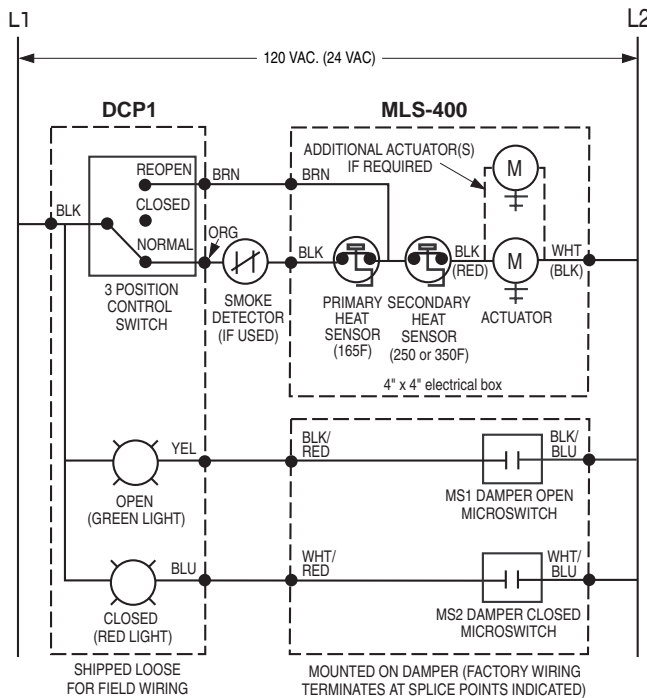 L1
L2
120 VAC. (24 VAC)
DCP1
MLS-400
REOPEN
CLOSED
NORMAL
BLK
3 POSITION
CONTROL
SWITCH
BRN
ORG
SMOKE
DETECTOR
(IF USED)
BRN
BLK
ADDITIONAL ACTUATOR(S)
IF REQUIRED
M
PRIMARY
HEAT
SENSOR
(165F)
SECONDARY
HEAT
SENSOR
(250 or 350F)
BLK
(RED)
M
ACTUATOR
WHT
(BLK)
4" x 4" electrical box
YEL
OPEN
(GREEN LIGHT)
BLK/
RED
BLK/
BLU
MS1 DAMPER OPEN
MICROSWITCH
BLU
CLOSED
(RED LIGHT)
WHT/
RED
WHT/
BLU
MS2 DAMPER CLOSED
MICROSWITCH
SHIPPED LOOSE
FOR FIELD WIRING
MOUNTED ON DAMPER (FACTORY WIRING
TERMINATES AT SPLICE POINTS INDICATED)